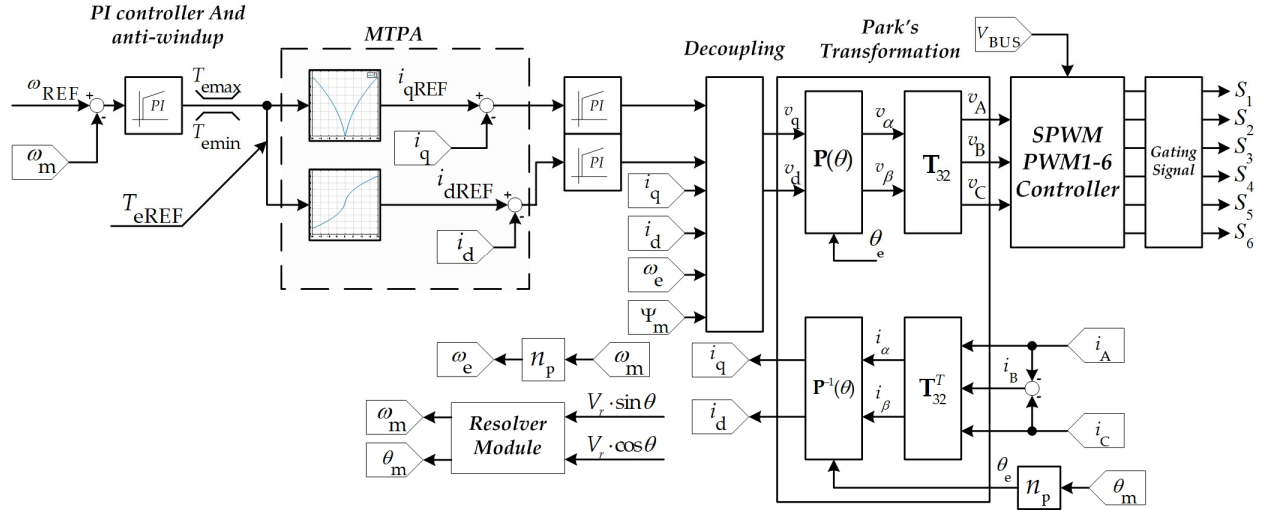 PI controller And
anti-windup
MTPA
Decoupling
Park's
Transformation
V_BUS
ω_REF
+
-
PI
T_emax
T_emin
ω_m
T_eREF
i_qREF
+
-
i_q
i_dREF
+
-
i_d
PI
PI
i_q
i_d
ω_e
Ψ_m
v_q
v_d
P(θ)
θ_e
v_α
v_β
T_32
v_A
v_B
v_C
SPWM
PWM1-6
Controller
Gating
Signal
S_1
S_2
S_3
S_4
S_5
S_6
ω_e
n_p
ω_m
ω_m
θ_m
Resolver
Module
V_r·sinθ
V_r·cosθ
i_q
i_d
P⁻¹(θ)
i_α
i_β
T_32^T
i_A
i_B
-
-
i_C
θ_e
n_p
θ_m